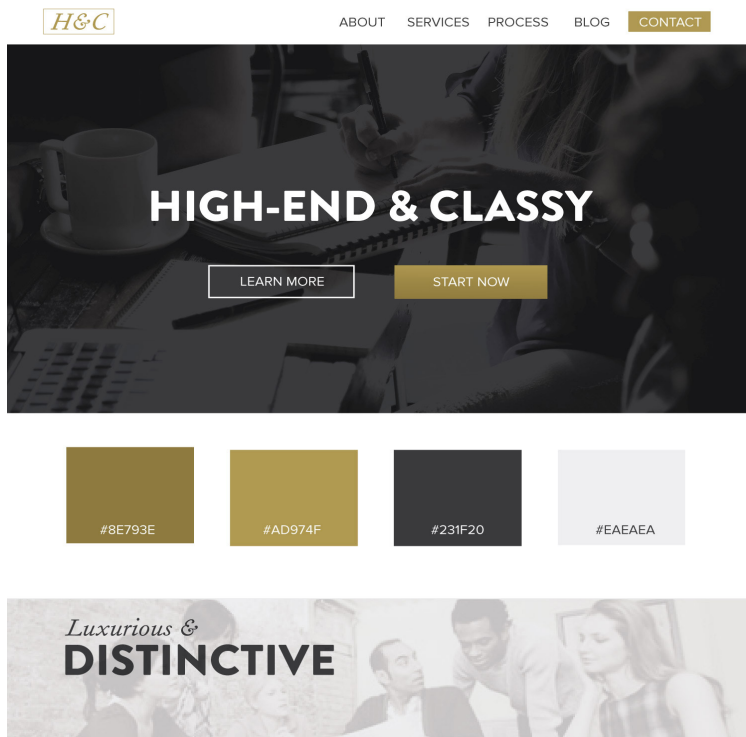 H&C
ABOUT SERVICES PROCESS BLOG CONTACT
HIGH-END & CLASSY
LEARN MORE START NOW
#8E793E #AD974F #231F20 #EAEAEA
Luxurious &
DISTINCTIVE